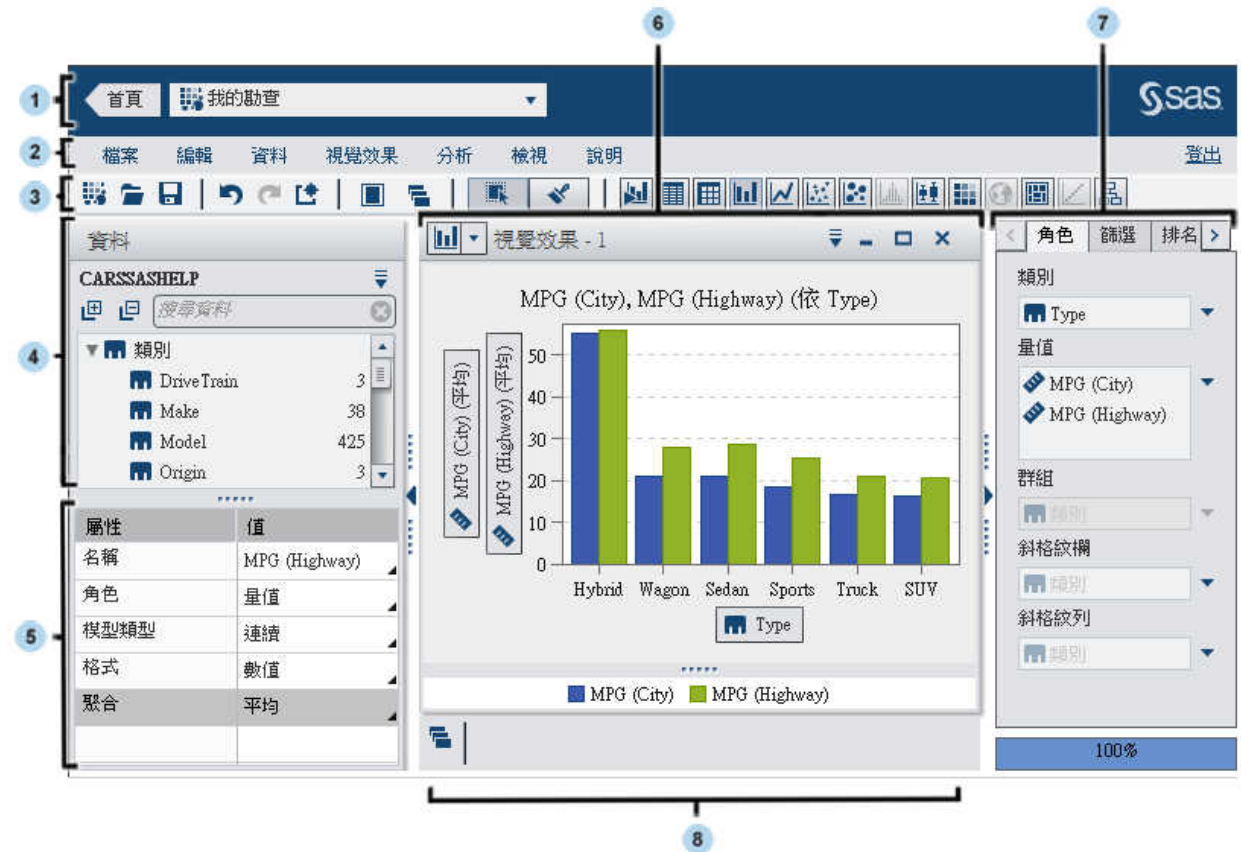 6
7
1
首頁
我的勘查
sas
2
檔案 編輯 資料 視覺效果 分析 檢視 說明 登出
3
4
資料
CARSSASHELP
搜尋資料
類別
DriveTrain 3
Make 38
Model 425
Origin 3
5
屬性 值
名稱 MPG (Highway)
角色 量值
模型類型 連續
格式 數值
聚合 平均
視覺效果 - 1
MPG (City), MPG (Highway) (依 Type)
MPG (City) (平均)
MPG (Highway) (平均)
50
40
30
20
10
0
Hybrid Wagon Sedan Sports Truck SUV
Type
MPG (City) MPG (Highway)
角色 篩選 排名
類別
Type
量值
MPG (City)
MPG (Highway)
群組
類別
斜格紋欄
類別
斜格紋列
類別
100%
8